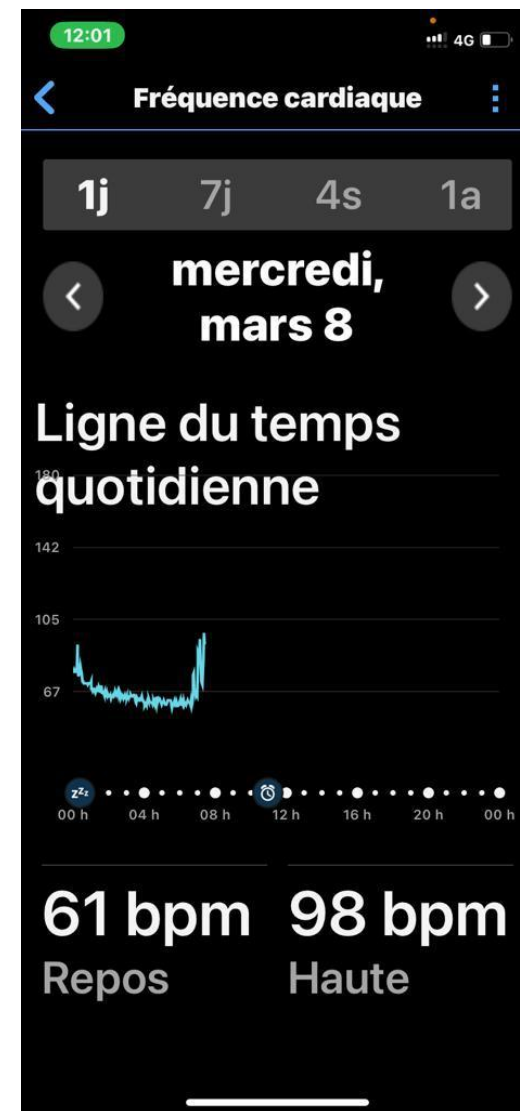 12:01
4G
Fréquence cardiaque
1j 7j 4s 1a
mercredi,
mars 8
Ligne du temps
180
quotidienne
142
105
67
zzz
00 h 04 h 08 h 12 h 16 h 20 h 00 h
61 bpm 98 bpm
Repos Haute